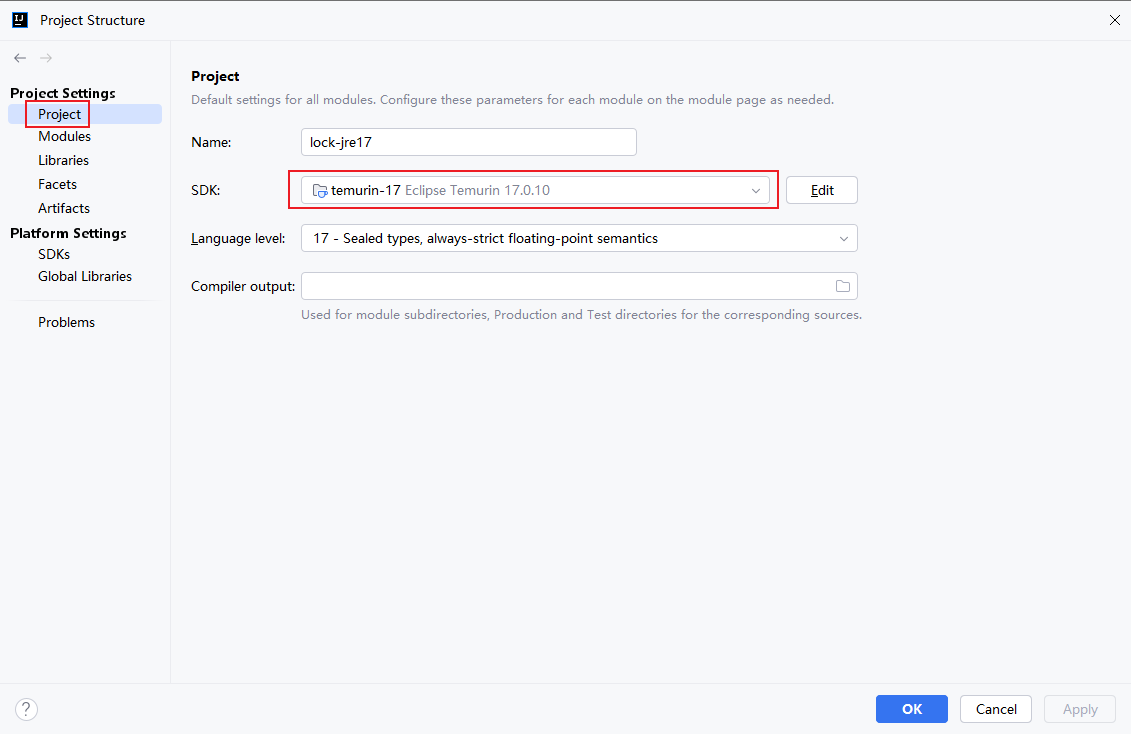 Project Structure
Project Settings
Project
Modules
Libraries
Facets
Artifacts
Platform Settings
SDKs
Global Libraries
Problems
Project
Default settings for all modules. Configure these parameters for each module on the module page as needed.
Name: lock-jre17
SDK: temurin-17 Eclipse Temurin 17.0.10 Edit
Language level: 17 - Sealed types, always-strict floating-point semantics
Compiler output:
Used for module subdirectories, Production and Test directories for the corresponding sources.
? OK Cancel Apply